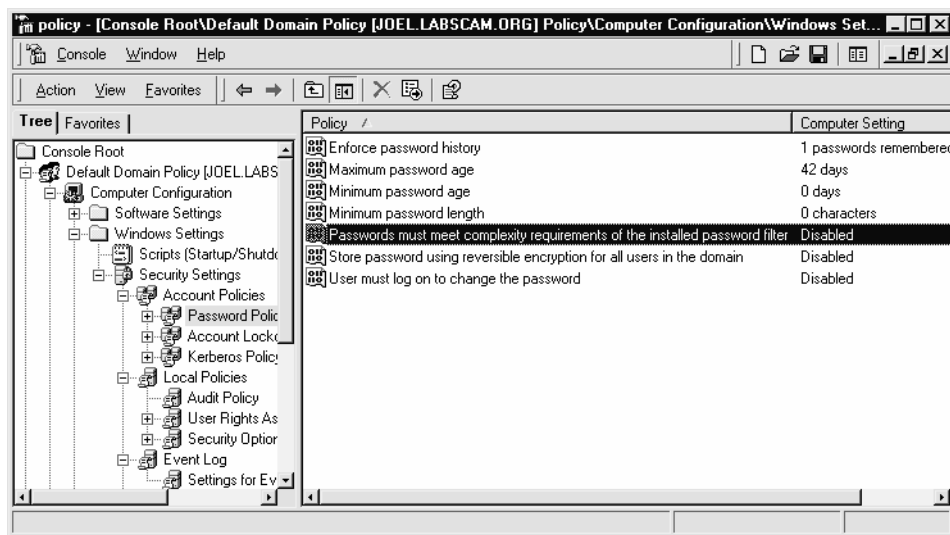 policy - [Console Root\Default Domain Policy [JOEL.LABSCAM.ORG] Policy\Computer Configuration\Windows Set...
Console Window Help
Action View Favorites
Tree Favorites
Policy Computer Setting
Console Root
Default Domain Policy [JOEL.LABS
Computer Configuration
Software Settings
Windows Settings
Scripts (Startup/Shutdo
Security Settings
Account Policies
Password Polic
Account Locko
Kerberos Policy
Local Policies
Audit Policy
User Rights As
Security Option
Event Log
Settings for Ev
Enforce password history 1 passwords remembered
Maximum password age 42 days
Minimum password age 0 days
Minimum password length 0 characters
Passwords must meet complexity requirements of the installed password filter Disabled
Store password using reversible encryption for all users in the domain Disabled
User must log on to change the password Disabled